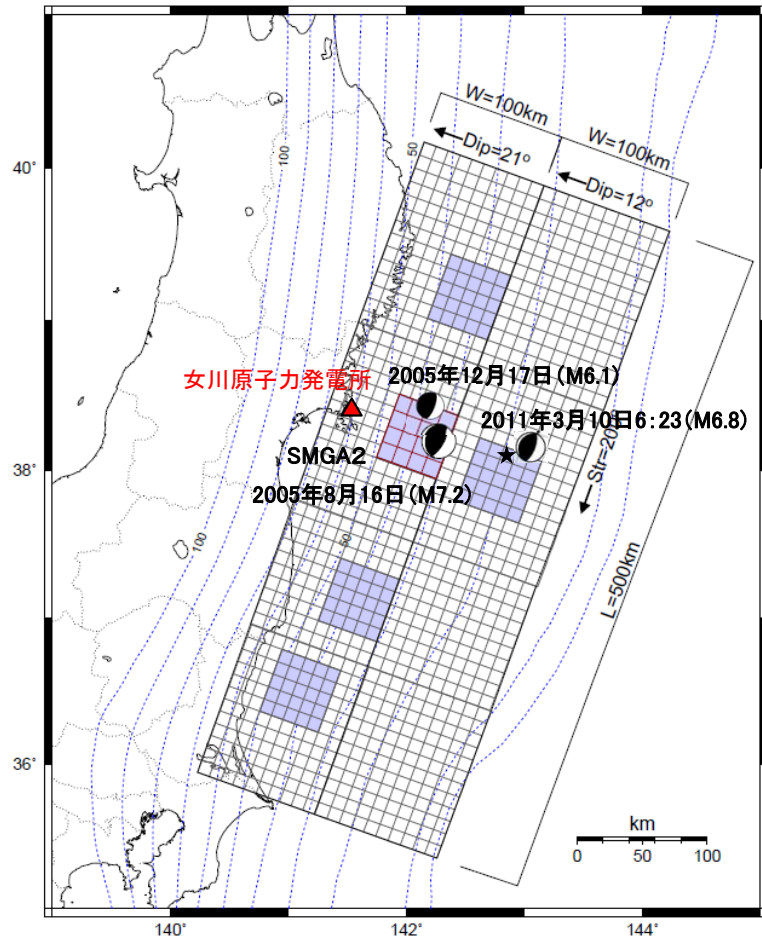 W=100km
W=100km
Dip=21°
Dip=12°
50
100
40˚
女川原子力発電所
2005年12月17日(M6.1)
2011年3月10日6:23(M6.8)
SMGA2
Str=200°
38˚
2005年8月16日(M7.2)
50
100
L=500km
36˚
km
0 50 100
140˚ 142˚ 144˚